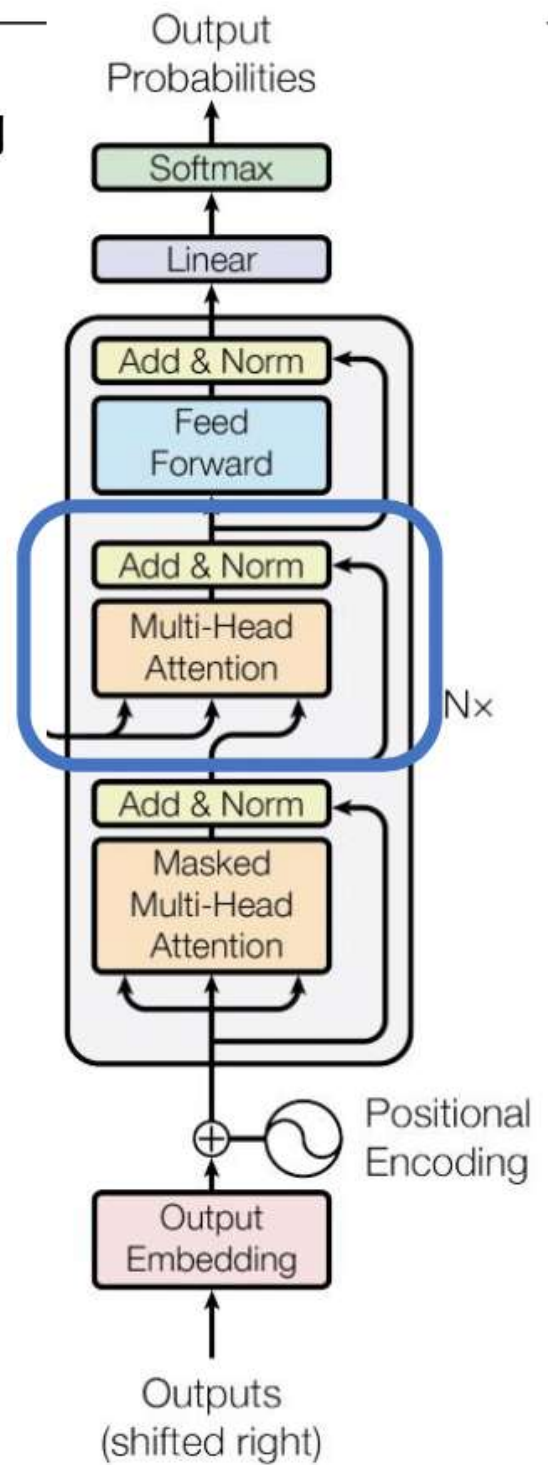 Output
Probabilities
Softmax
Linear
Add & Norm
Feed
Forward
Add & Norm
Multi-Head
Attention
N×
Add & Norm
Masked
Multi-Head
Attention
Positional
Encoding
Output
Embedding
Outputs
(shifted right)